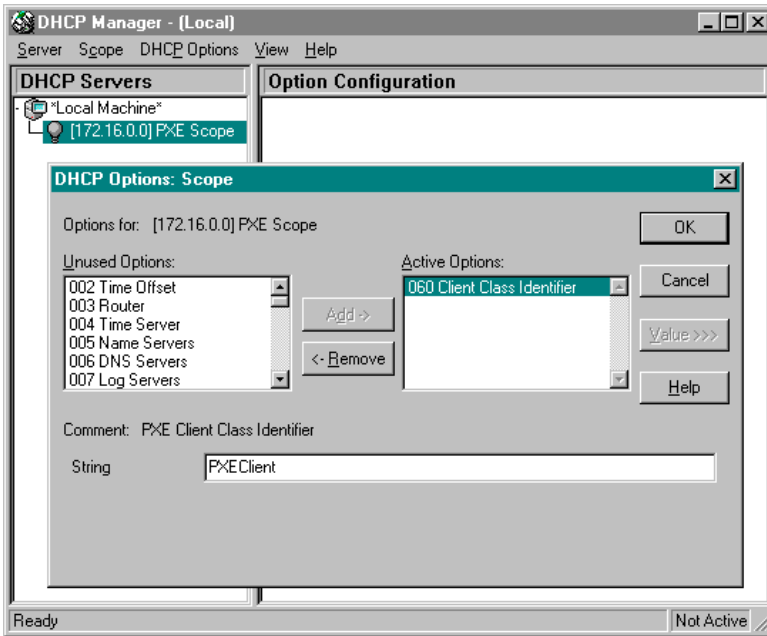 DHCP Manager - (Local)
Server Scope DHCP Options View Help
DHCP Servers
Option Configuration
*Local Machine*
[172.16.0.0] PXE Scope
DHCP Options: Scope
Options for: [172.16.0.0] PXE Scope
OK
Unused Options:
Active Options:
002 Time Offset
003 Router
004 Time Server
005 Name Servers
006 DNS Servers
007 Log Servers
Add ->
<- Remove
060 Client Class Identifier
Cancel
Value >>>
Help
Comment: PXE Client Class Identifier
String
PXEClient
Ready
Not Active